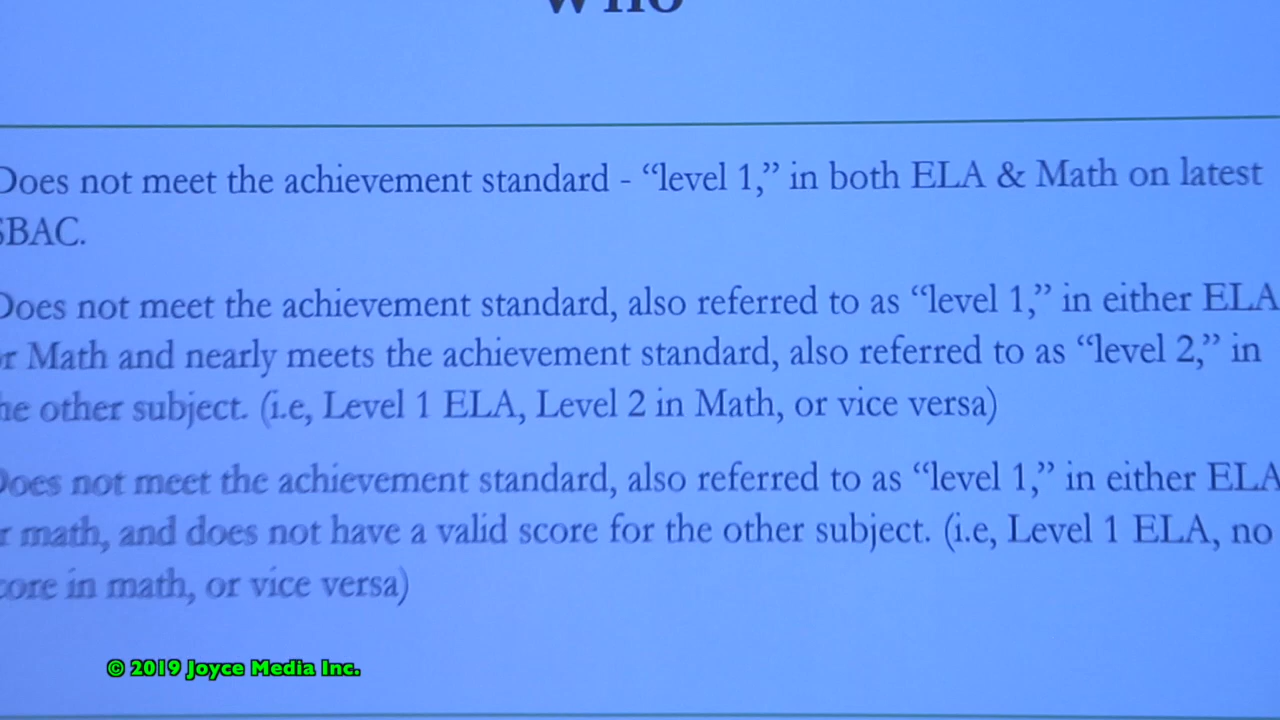 Who
Does not meet the achievement standard - “level 1,” in both ELA & Math on latest
SBAC.
Does not meet the achievement standard, also referred to as “level 1,” in either ELA
or Math and nearly meets the achievement standard, also referred to as “level 2,” in
the other subject. (i.e, Level 1 ELA, Level 2 in Math, or vice versa)
Does not meet the achievement standard, also referred to as “level 1,” in either ELA
or math, and does not have a valid score for the other subject. (i.e, Level 1 ELA, no
score in math, or vice versa)
© 2019 Joyce Media Inc.